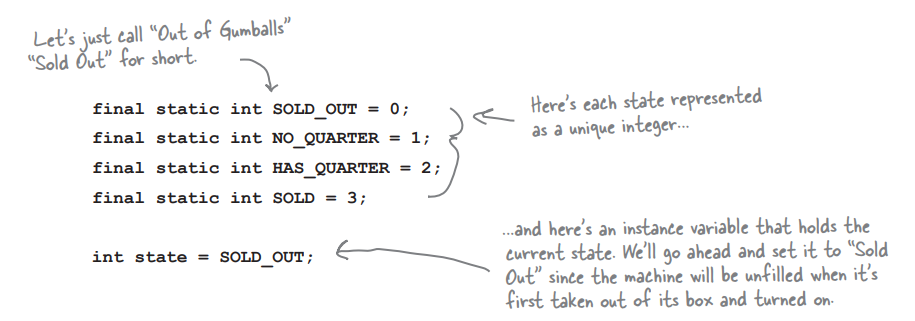 Let's just call "Out of Gumballs"
"Sold Out" for short.
final static int SOLD_OUT = 0;
final static int NO_QUARTER = 1;
final static int HAS_QUARTER = 2;
final static int SOLD = 3;
Here's each state represented
as a unique integer...
int state = SOLD_OUT;
...and here's an instance variable that holds the
current state. We'll go ahead and set it to "Sold
Out" since the machine will be unfilled when it's
first taken out of its box and turned on.